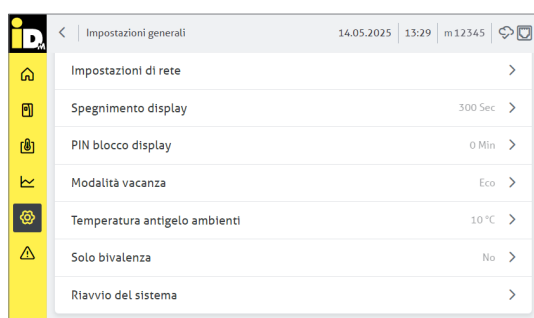 iDM
Impostazioni generali 14.05.2025 13:29 m12345
Impostazioni di rete
Spegnimento display 300 Sec
PIN blocco display 0 Min
Modalità vacanza Eco
Temperatura antigelo ambienti 10 °C
Solo bivalenza No
Riavvio del sistema